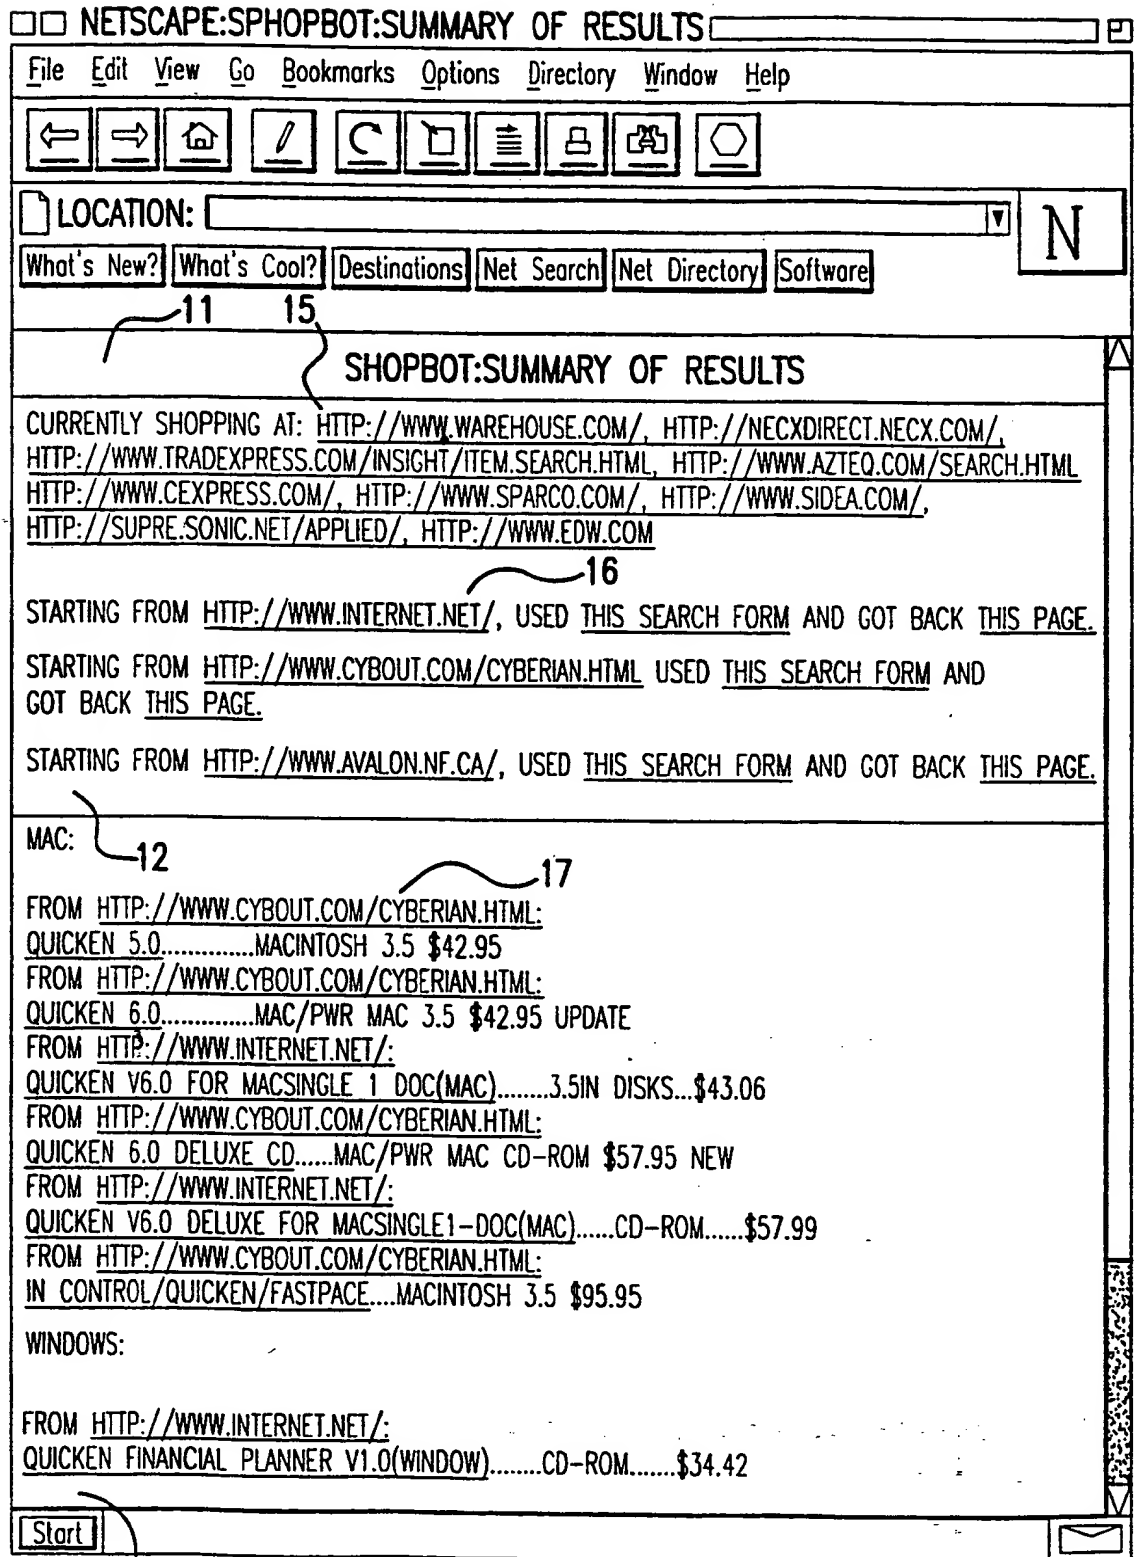 NETSCAPE:SPHOPBOT:SUMMARY OF RESULTS
File Edit View Go Bookmarks Options Directory Window Help
LOCATION:
N
What's New? What's Cool? Destinations Net Search Net Directory Software
11 15
SHOPBOT:SUMMARY OF RESULTS
CURRENTLY SHOPPING AT: HTTP://WWW.WAREHOUSE.COM/, HTTP://NECXDIRECT.NECX.COM/,
HTTP://WWW.TRADEXPRESS.COM/INSIGHT/ITEM.SEARCH.HTML, HTTP://WWW.AZTEQ.COM/SEARCH.HTML
HTTP://WWW.CEXPRESS.COM/, HTTP://WWW.SPARCO.COM/, HTTP://WWW.SIDEA.COM/,
HTTP://SUPRE.SONIC.NET/APPLIED/, HTTP://WWW.EDW.COM
16
STARTING FROM HTTP://WWW.INTERNET.NET/, USED THIS SEARCH FORM AND GOT BACK THIS PAGE.
STARTING FROM HTTP://WWW.CYBOUT.COM/CYBERIAN.HTML USED THIS SEARCH FORM AND
GOT BACK THIS PAGE.
STARTING FROM HTTP://WWW.AVALON.NF.CA/, USED THIS SEARCH FORM AND GOT BACK THIS PAGE.
MAC:
12
17
FROM HTTP://WWW.CYBOUT.COM/CYBERIAN.HTML:
QUICKEN 5.0.............MACINTOSH 3.5 $42.95
FROM HTTP://WWW.CYBOUT.COM/CYBERIAN.HTML:
QUICKEN 6.0.............MAC/PWR MAC 3.5 $42.95 UPDATE
FROM HTTP://WWW.INTERNET.NET/:
QUICKEN V6.0 FOR MACSINGLE 1 DOC(MAC)........3.5IN DISKS...$43.06
FROM HTTP://WWW.CYBOUT.COM/CYBERIAN.HTML:
QUICKEN 6.0 DELUXE CD......MAC/PWR MAC CD-ROM $57.95 NEW
FROM HTTP://WWW.INTERNET.NET/:
QUICKEN V6.0 DELUXE FOR MACSINGLE1-DOC(MAC)......CD-ROM......$57.99
FROM HTTP://WWW.CYBOUT.COM/CYBERIAN.HTML:
IN CONTROL/QUICKEN/FASTPACE....MACINTOSH 3.5 $95.95
WINDOWS:
FROM HTTP://WWW.INTERNET.NET/:
QUICKEN FINANCIAL PLANNER V1.0(WINDOW)........CD-ROM.......$34.42
Start